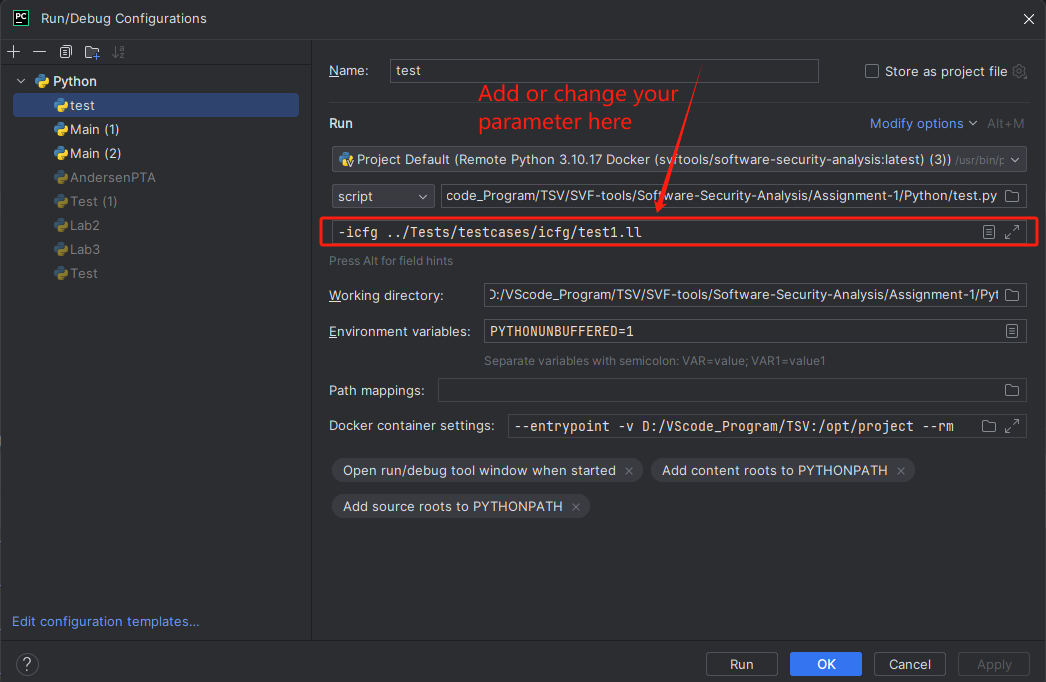 PC Run/Debug Configurations
Python
test
Main (1)
Main (2)
AndersenPTA
Test (1)
Lab2
Lab3
Test
Edit configuration templates...
Name: test Store as project file
Add or change your
parameter here
Run Modify options Alt+M
Project Default (Remote Python 3.10.17 Docker (svftools/software-security-analysis:latest) (3)) /usr/bin/p
script code_Program/TSV/SVF-tools/Software-Security-Analysis/Assignment-1/Python/test.py
-icfg ../Tests/testcases/icfg/test1.ll
Press Alt for field hints
Working directory: D:/VScode_Program/TSV/SVF-tools/Software-Security-Analysis/Assignment-1/Pyt
Environment variables: PYTHONUNBUFFERED=1
Separate variables with semicolon: VAR=value; VAR1=value1
Path mappings:
Docker container settings: --entrypoint -v D:/VScode_Program/TSV:/opt/project --rm
Open run/debug tool window when started × Add content roots to PYTHONPATH ×
Add source roots to PYTHONPATH ×
? Run OK Cancel Apply